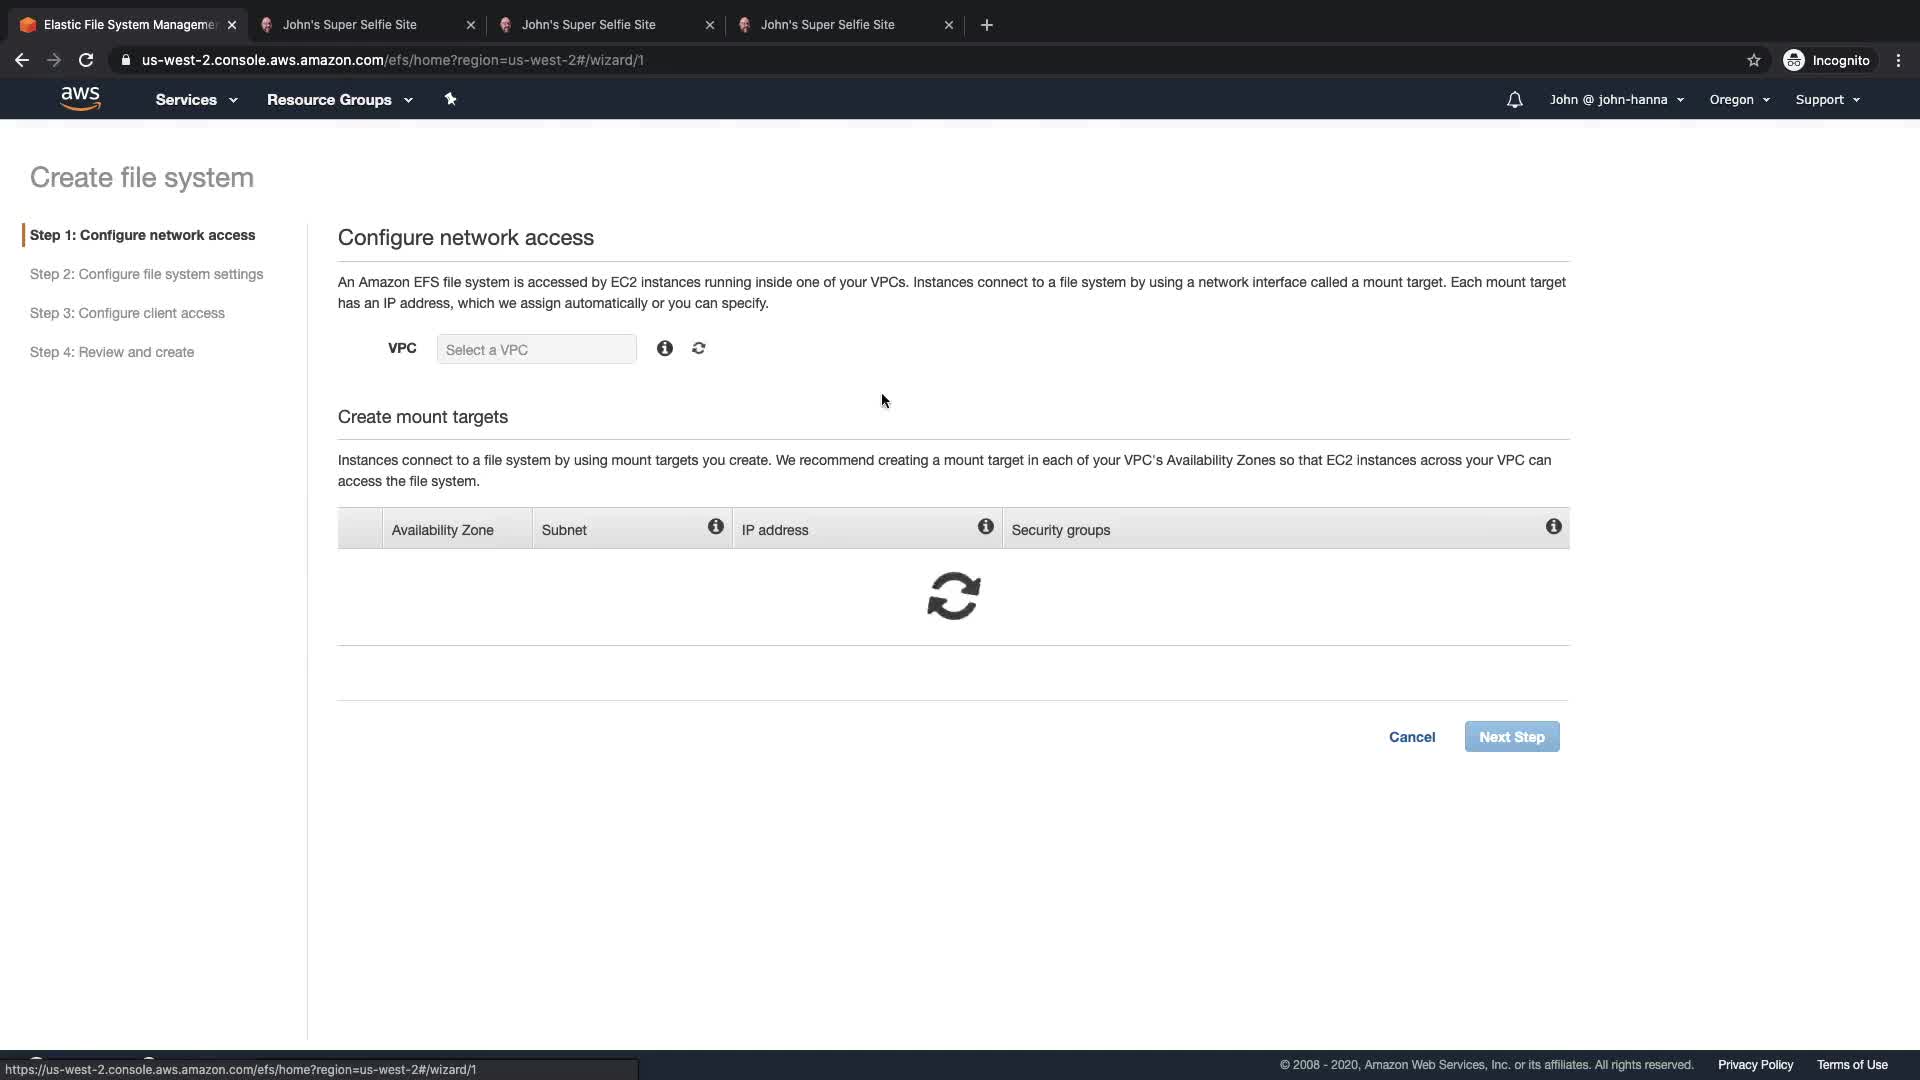 Elastic File System Manageme
John's Super Selfie Site
John's Super Selfie Site
John's Super Selfie Site
us-west-2.console.aws.amazon.com/efs/home?region=us-west-2#/wizard/1
Incognito
aws
Services
Resource Groups
John @ john-hanna
Oregon
Support
Create file system
Step 1: Configure network access
Step 2: Configure file system settings
Step 3: Configure client access
Step 4: Review and create
Configure network access
An Amazon EFS file system is accessed by EC2 instances running inside one of your VPCs. Instances connect to a file system by using a network interface called a mount target. Each mount target
has an IP address, which we assign automatically or you can specify.
VPC
Select a VPC
Create mount targets
Instances connect to a file system by using mount targets you create. We recommend creating a mount target in each of your VPC's Availability Zones so that EC2 instances across your VPC can
access the file system.
Availability Zone
Subnet
IP address
Security groups
Cancel
Next Step
https://us-west-2.console.aws.amazon.com/efs/home?region=us-west-2#/wizard/1
© 2008 - 2020, Amazon Web Services, Inc. or its affiliates. All rights reserved.
Privacy Policy
Terms of Use